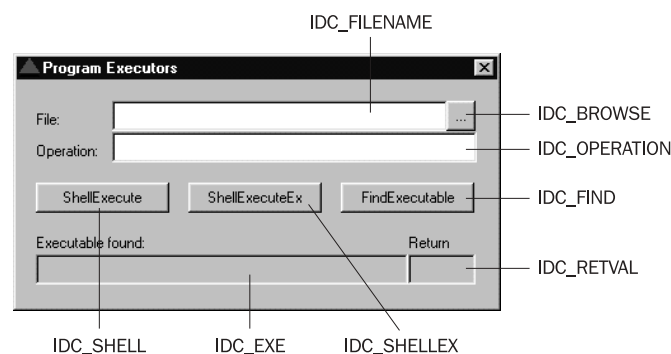 IDC_FILENAME
Program Executors
File:
...
IDC_BROWSE
Operation:
IDC_OPERATION
ShellExecute
ShellExecuteEx
FindExecutable
IDC_FIND
Executable found:
Return
IDC_RETVAL
IDC_SHELL
IDC_EXE
IDC_SHELLEX